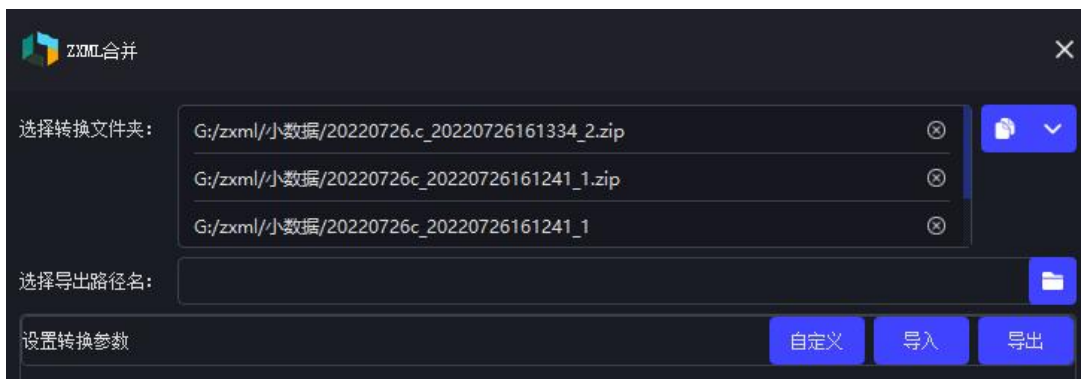 ZXML合并
选择转换文件夹:
G:/zxml/小数据/20220726.c_20220726161334_2.zip
G:/zxml/小数据/20220726c_20220726161241_1.zip
G:/zxml/小数据/20220726c_20220726161241_1
选择导出路径名:
设置转换参数 自定义 导入 导出